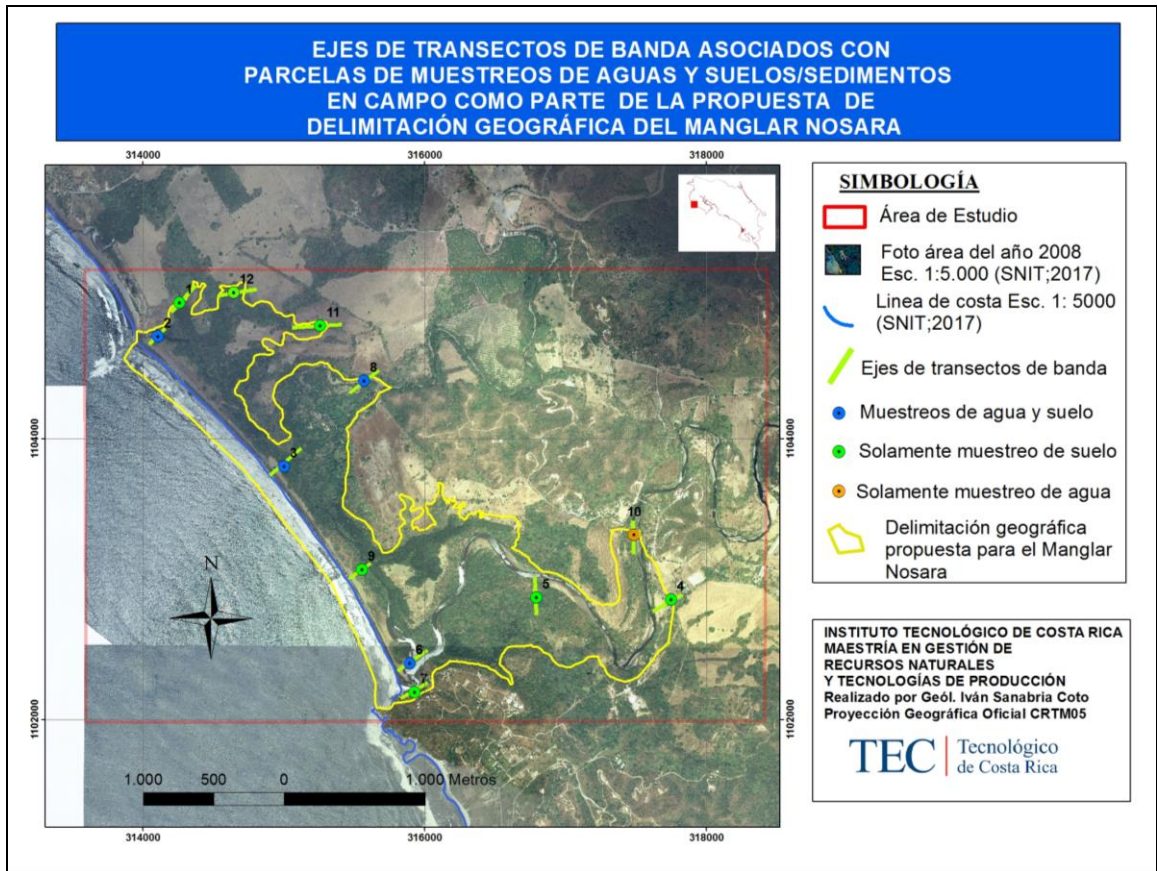 EJES DE TRANSECTOS DE BANDA ASOCIADOS CON
PARCELAS DE MUESTREOS DE AGUAS Y SUELOS/SEDIMENTOS
EN CAMPO COMO PARTE DE LA PROPUESTA DE
DELIMITACIÓN GEOGRÁFICA DEL MANGLAR NOSARA
314000
316000
318000
12
1
2
11
8
1104000
1104000
3
10
9
5
4
N
6
7
1102000
1102000
1.000
500
0
1.000 Metros
314000
316000
318000
SIMBOLOGÍA
Área de Estudio
Foto área del año 2008
Esc. 1:5.000 (SNIT;2017)
Linea de costa Esc. 1: 5000
(SNIT;2017)
Ejes de transectos de banda
Muestreos de agua y suelo
Solamente muestreo de suelo
Solamente muestreo de agua
Delimitación geográfica
propuesta para el Manglar
Nosara
INSTITUTO TECNOLÓGICO DE COSTA RICA
MAESTRÍA EN GESTIÓN DE
RECURSOS NATURALES
Y TECNOLOGÍAS DE PRODUCCIÓN
Realizado por Geól. Iván Sanabria Coto
Proyección Geográfica Oficial CRTM05
TEC | Tecnológico
de Costa Rica